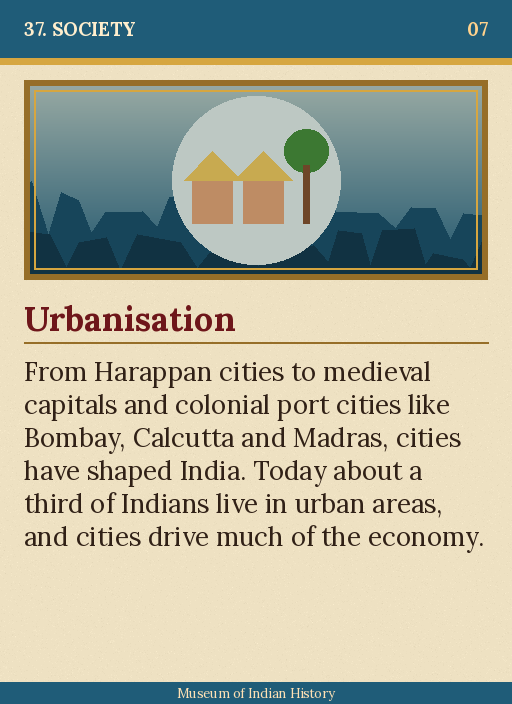 37. SOCIETY
07
Urbanisation
From Harappan cities to medieval
capitals and colonial port cities like
Bombay, Calcutta and Madras, cities
have shaped India. Today about a
third of Indians live in urban areas,
and cities drive much of the economy.
Museum of Indian History